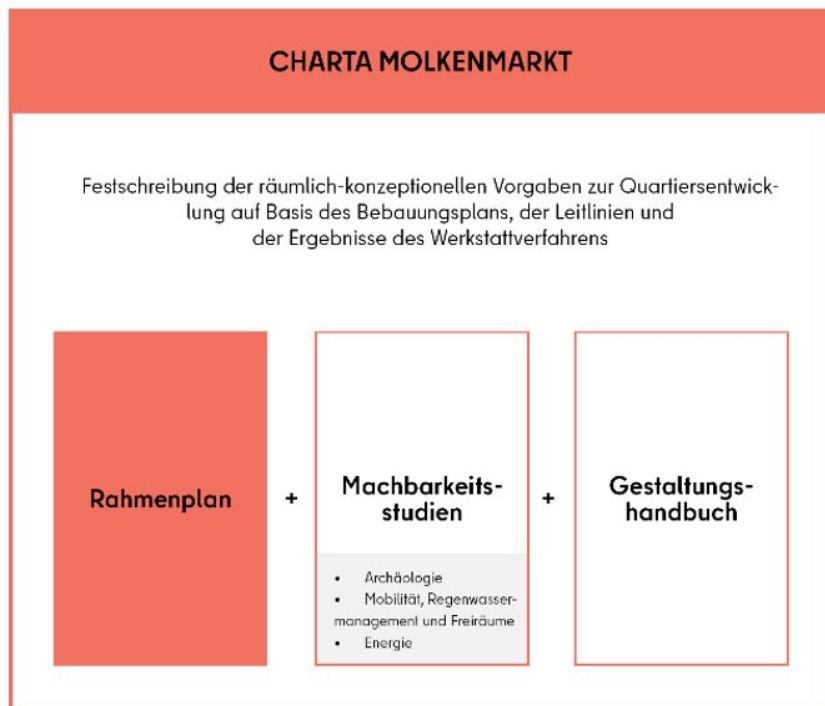 CHARTA MOLKENMARKT
Festschreibung der räumlich-konzeptionellen Vorgaben zur Quartiersentwick-
lung auf Basis des Bebauungsplans, der Leitlinien und
der Ergebnisse des Werkstattverfahrens
Rahmenplan
+
Machbarkeits-
studien
• Archäologie
• Mobilität, Regenwasser-
management und Freiräume
• Energie
+
Gestaltungs-
handbuch